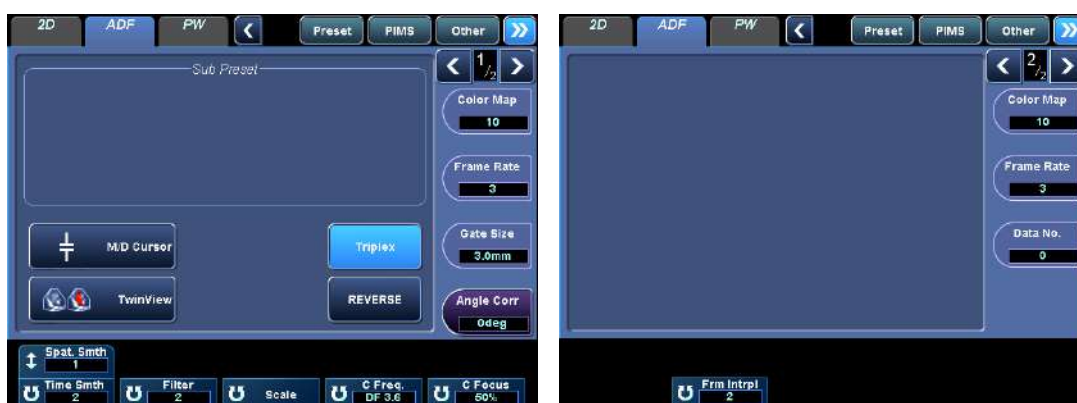 2D ADF PW Preset PIMS Other
Sub Preset
1/2
Color Map
10
Frame Rate
3
M/D Cursor
Triplex
Gate Size
3.0mm
TwinView
REVERSE
Angle Corr
0deg
Spat. Smth
1
Time Smth
2
Filter
2
Scale
C Freq.
DF 3.6
C Focus
50%
2D ADF PW Preset PIMS Other
2/2
Color Map
10
Frame Rate
3
Data No.
0
Frm Intrpl
2